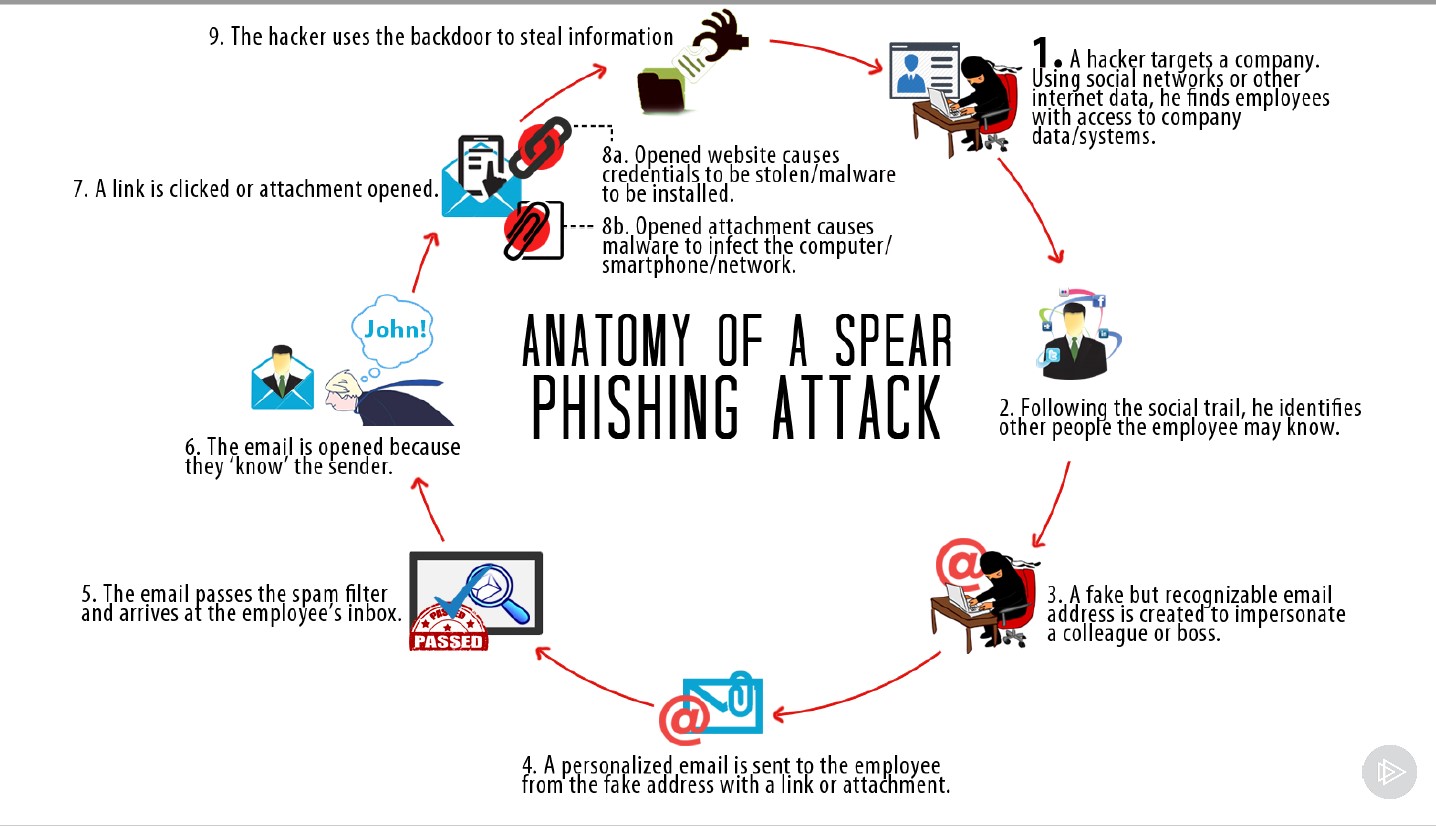 9. The hacker uses the backdoor to steal information
1. A hacker targets a company.
Using social networks or other
internet data, he finds employees
with access to company
data/systems.
8a. Opened website causes
credentials to be stolen/malware
to be installed.
7. A link is clicked or attachment opened.
8b. Opened attachment causes
malware to infect the computer/
smartphone/network.
John!
ANATOMY OF A SPEAR
PHISHING ATTACK
2. Following the social trail, he identifies
other people the employee may know.
6. The email is opened because
they ‘know’ the sender.
3. A fake but recognizable email
address is created to impersonate
a colleague or boss.
5. The email passes the spam filter
and arrives at the employee’s inbox.
PASSED
PASSED
4. A personalized email is sent to the employee
from the fake address with a link or attachment.